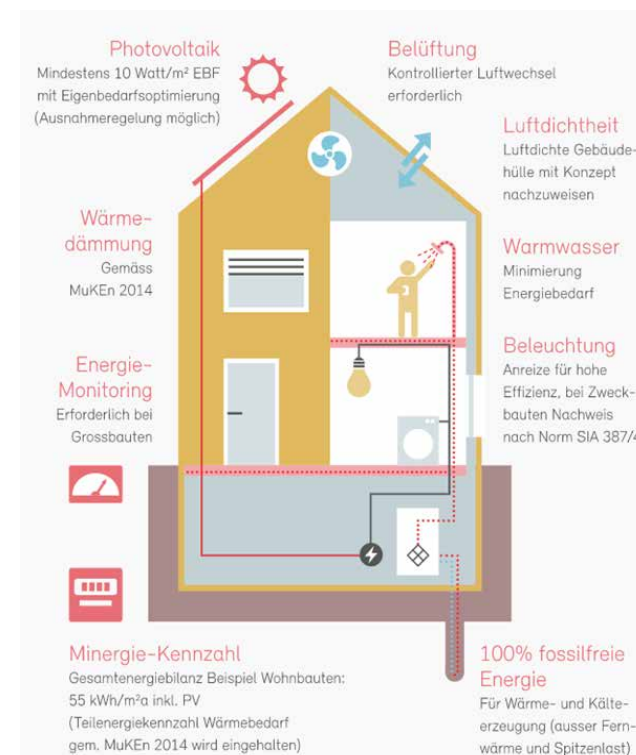 Photovoltaik
Mindestens 10 Watt/m² EBF
mit Eigenbedarfsoptimierung
(Ausnahmeregelung möglich)
Belüftung
Kontrollierter Luftwechsel
erforderlich
Luftdichtheit
Luftdichte Gebäude-
hülle mit Konzept
nachzuweisen
Wärme-
dämmung
Gemäss
MuKEn 2014
Warmwasser
Minimierung
Energiebedarf
Energie-
Monitoring
Erforderlich bei
Grossbauten
Beleuchtung
Anreize für hohe
Effizienz, bei Zweck-
bauten Nachweis
nach Norm SIA 387/4
Minergie-Kennzahl
Gesamtenergiebilanz Beispiel Wohnbauten:
55 kWh/m²a inkl. PV
(Teilenergiekennzahl Wärmebedarf
gem. MuKEn 2014 wird eingehalten)
100% fossilfreie
Energie
Für Wärme- und Kälte-
erzeugung (ausser Fern-
wärme und Spitzenlast)